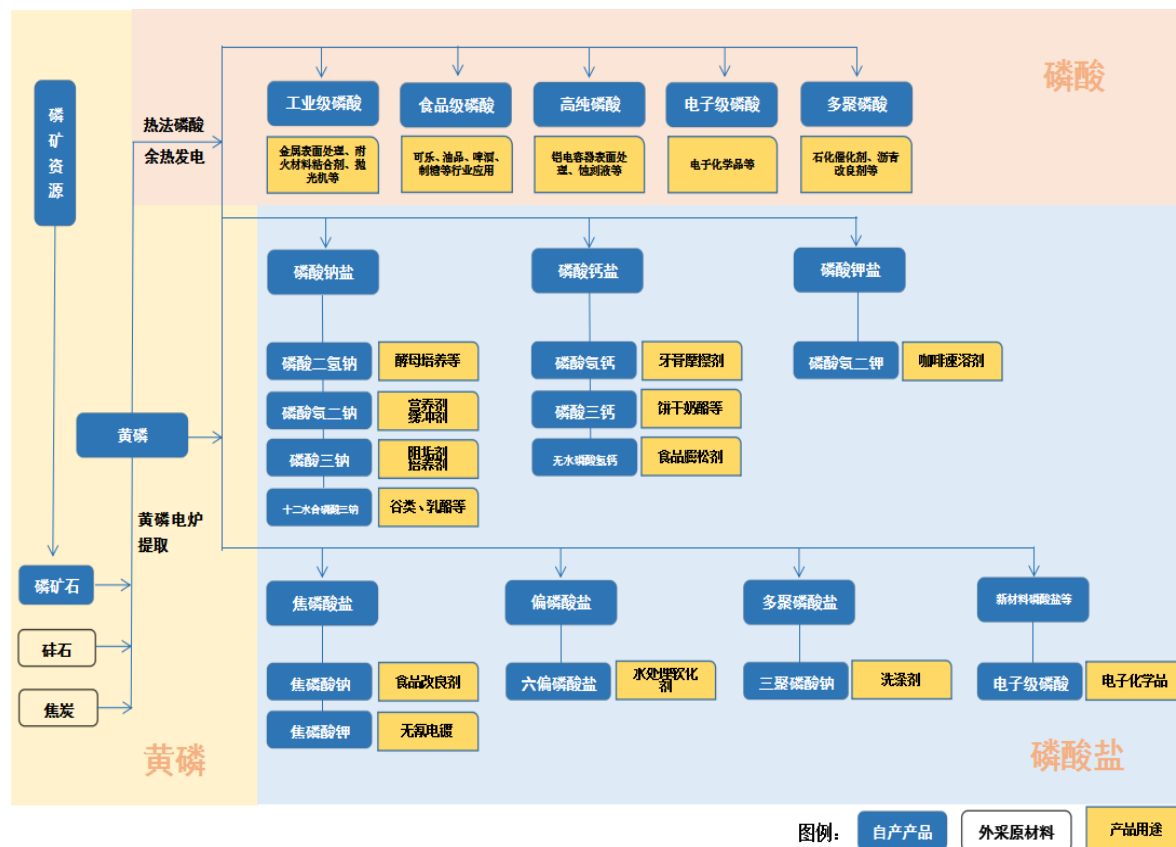 磷酸
磷
矿
资
源
热法磷酸
余热发电
工业级磷酸
食品级磷酸
高纯磷酸
电子级磷酸
多聚磷酸
金属表面处理、耐
火材料粘合剂、抛
光机等
可乐、油品、啤酒、
制糖等行业应用
铝电容器表面处
理、蚀刻液等
电子化学品等
石化催化剂、沥青
改良剂等
磷酸钠盐
磷酸钙盐
磷酸钾盐
磷酸二氢钠
酵母培养等
磷酸氢钙
牙膏摩擦剂
磷酸氢二钾
咖啡速溶剂
磷酸氢二钠
营养剂
缓冲剂
磷酸三钙
饼干奶酪等
磷酸三钠
阻垢剂
培养剂
无水磷酸氢钙
食品膨松剂
十二水合磷酸三钠
谷类、乳酪等
黄磷
黄磷电炉
提取
磷矿石
硅石
焦炭
焦磷酸盐
偏磷酸盐
多聚磷酸盐
新材料磷酸盐等
焦磷酸钠
食品改良剂
六偏磷酸盐
水处理软化
剂
三聚磷酸钠
洗涤剂
电子级磷酸
电子化学品
焦磷酸钾
无氰电镀
黄磷
磷酸盐
图例：
自产产品
外采原材料
产品用途